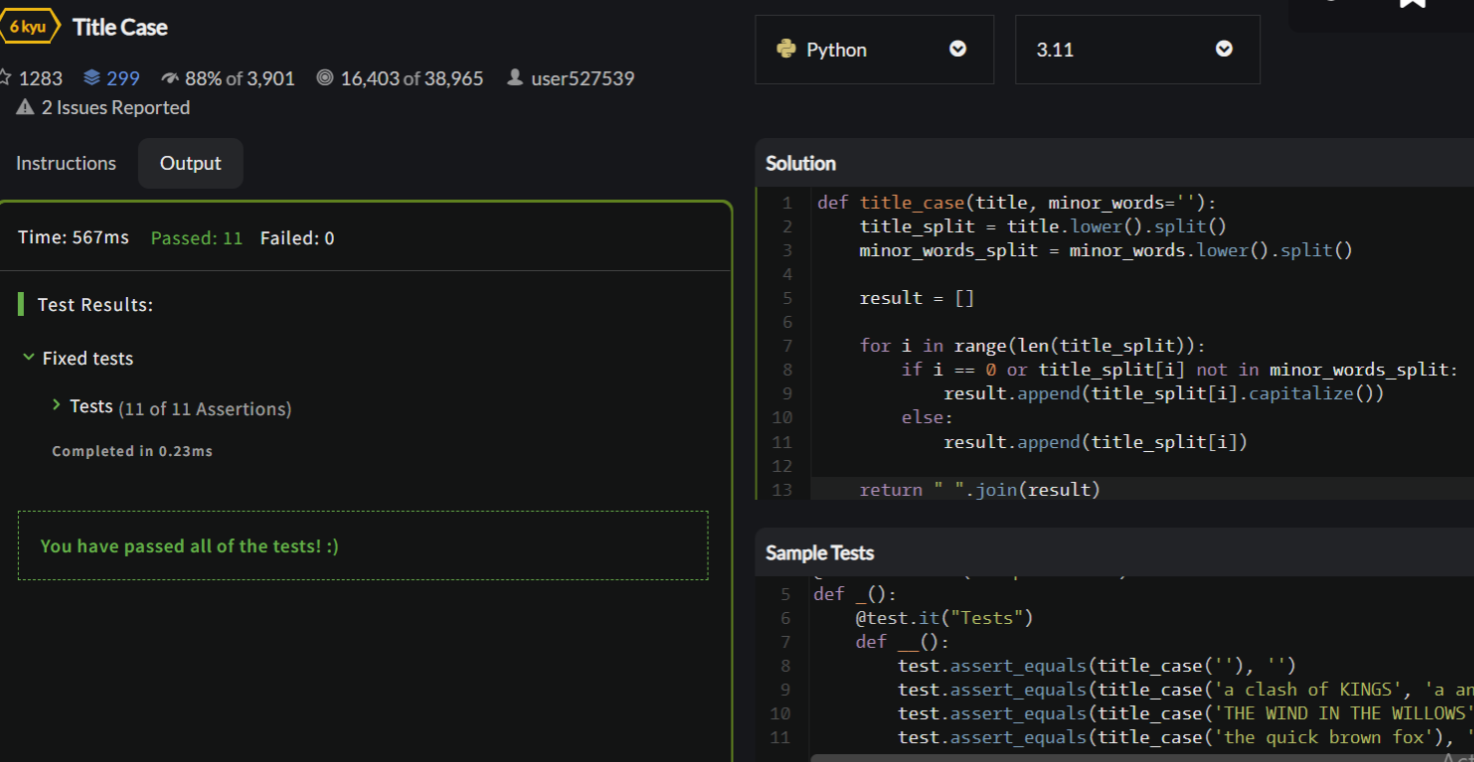 6 kyu Title Case
1283 299 88% of 3,901 16,403 of 38,965 user527539
2 Issues Reported
Instructions Output
Time: 567ms Passed: 11 Failed: 0
Test Results:
Fixed tests
Tests (11 of 11 Assertions)
Completed in 0.23ms
You have passed all of the tests! :)
Python 3.11
Solution
1 def title_case(title, minor_words=''):
2 title_split = title.lower().split()
3 minor_words_split = minor_words.lower().split()
4
5 result = []
6
7 for i in range(len(title_split)):
8 if i == 0 or title_split[i] not in minor_words_split:
9 result.append(title_split[i].capitalize())
10 else:
11 result.append(title_split[i])
12
13 return " ".join(result)
Sample Tests
5 def _():
6 @test.it("Tests")
7 def __():
8 test.assert_equals(title_case(''), '')
9 test.assert_equals(title_case('a clash of KINGS', 'a an
10 test.assert_equals(title_case('THE WIND IN THE WILLOWS'
11 test.assert_equals(title_case('the quick brown fox'), '